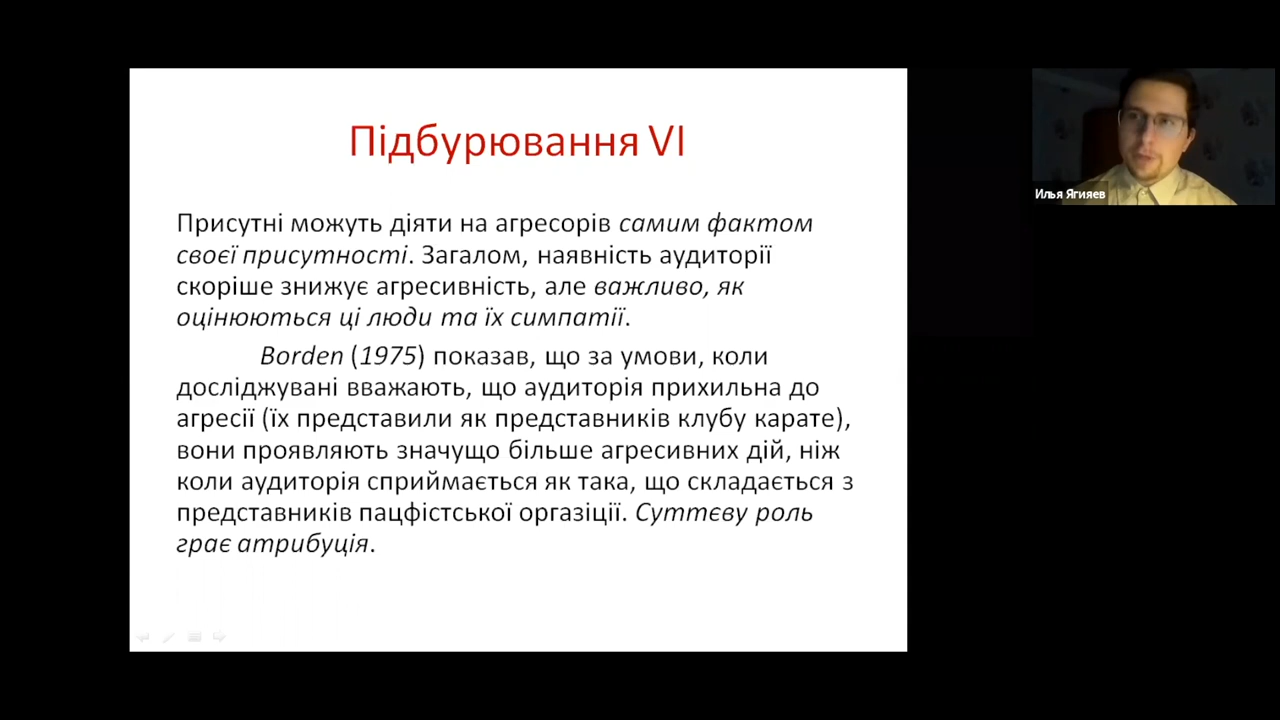 Підбурювання VI
Присутні можуть діяти на агресорів самим фактом
своєї присутності. Загалом, наявність аудиторії
скоріше знижує агресивність, але важливо, як
оцінюються ці люди та їх симпатії.
Borden (1975) показав, що за умови, коли
досліджувані вважають, що аудиторія прихильна до
агресії (їх представили як представників клубу карате),
вони проявляють значущо більше агресивних дій, ніж
коли аудиторія сприймається як така, що складається з
представників пацфістської оргазіції. Суттєву роль
грає атрибуція.
Илья Ягияев